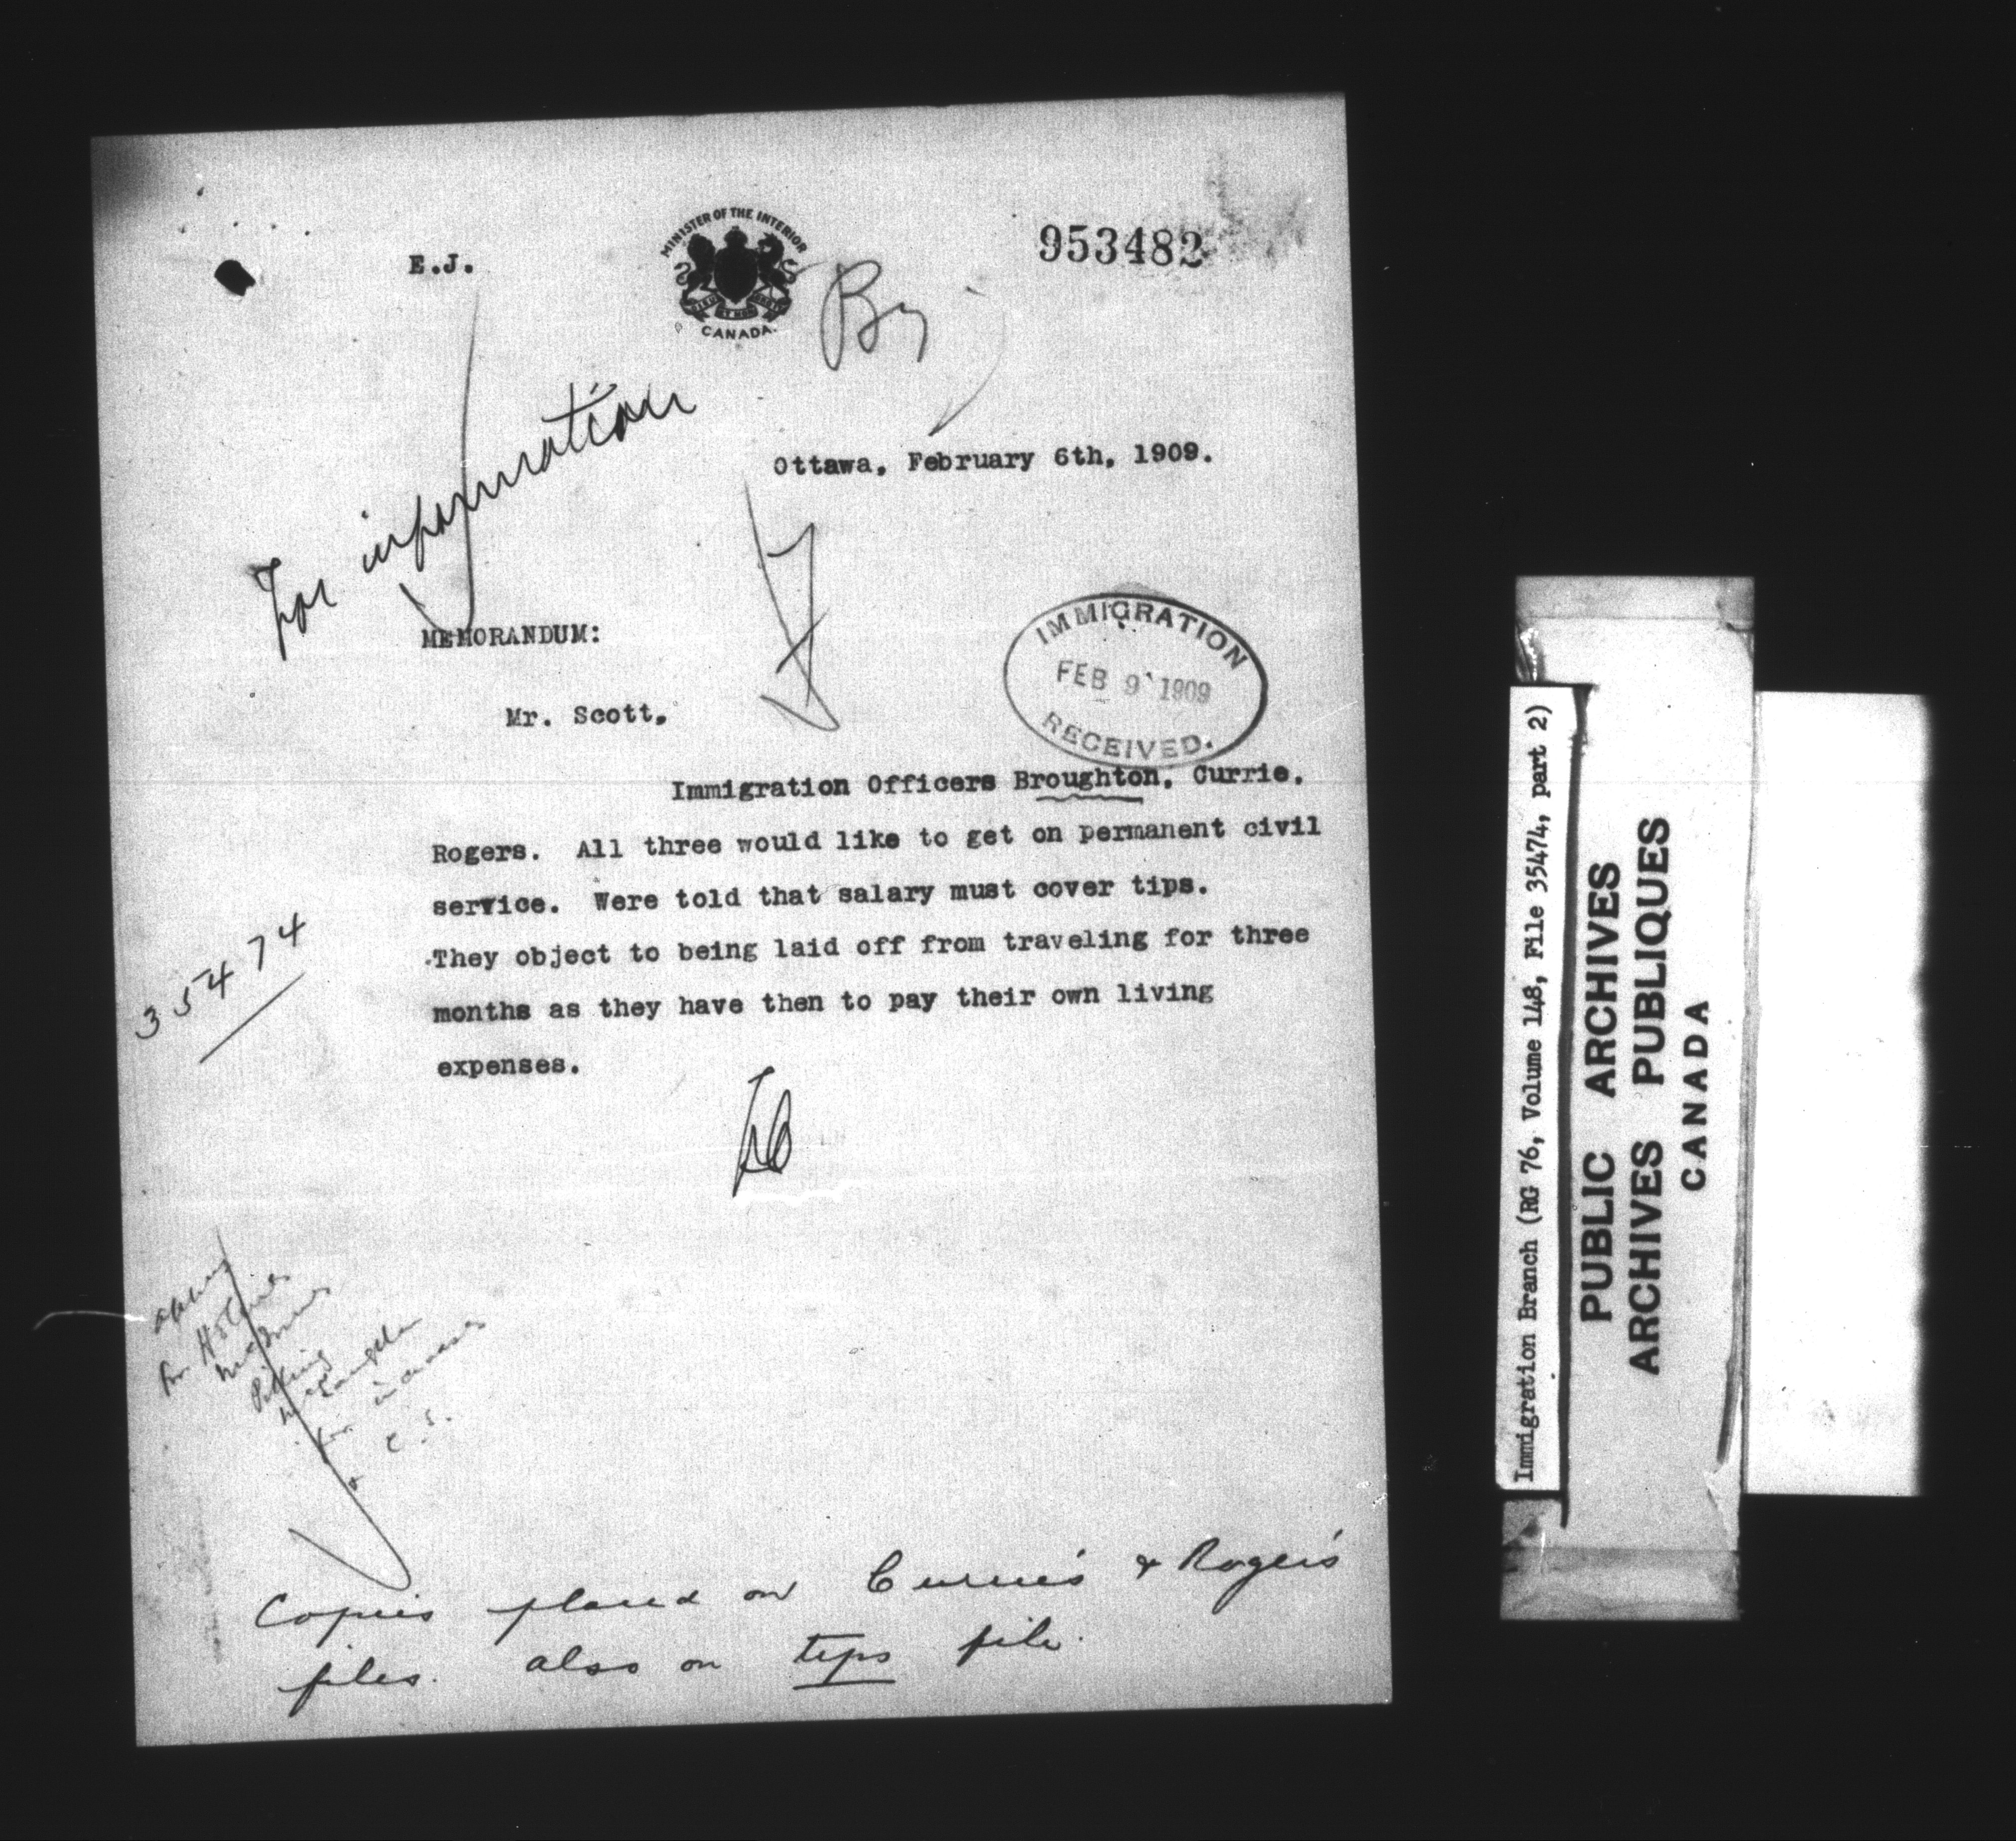 E.J.
MINISTER OF THE INTERIOR
CANADA.
953482
By
For information
Ottawa, February 6th, 1909.
MEMORANDUM:
IMMIGRATION
FEB 9 1909
RECEIVED.
Mr. Scott,
Immigration Officers Broughton, Currie,
Rogers. All three would like to get on permanent civil
service. Were told that salary must cover tips.
They object to being laid off from traveling for three
months as they have then to pay their own living
expenses.
35474
for
C.S.
Copies placed on Currie's & Rogers
files. also on tips file.
Immigration Branch (RG 76, Volume 148, File 35474, part 2)
PUBLIC ARCHIVES
ARCHIVES PUBLIQUES
CANADA